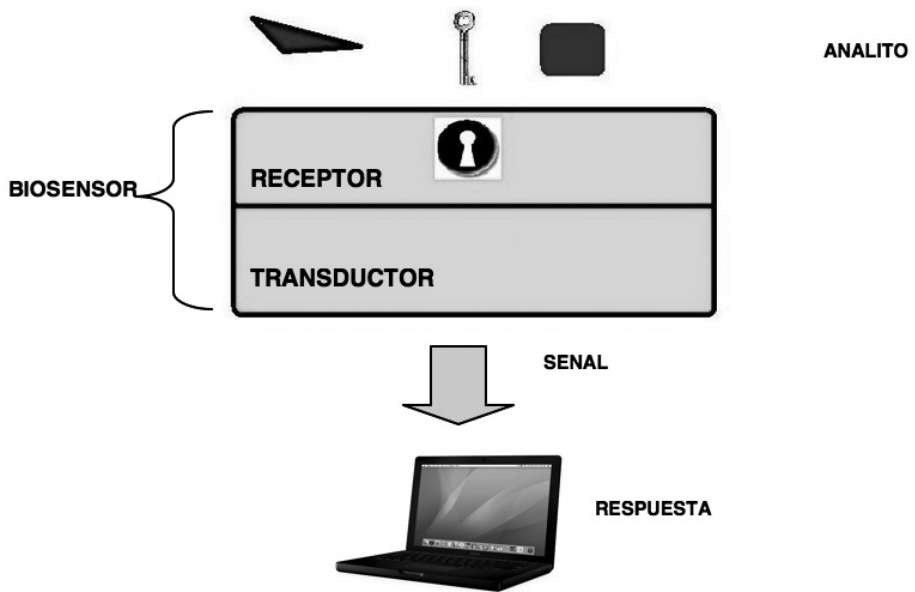 ANALITO
BIOSENSOR
RECEPTOR
TRANSDUCTOR
SENAL
RESPUESTA